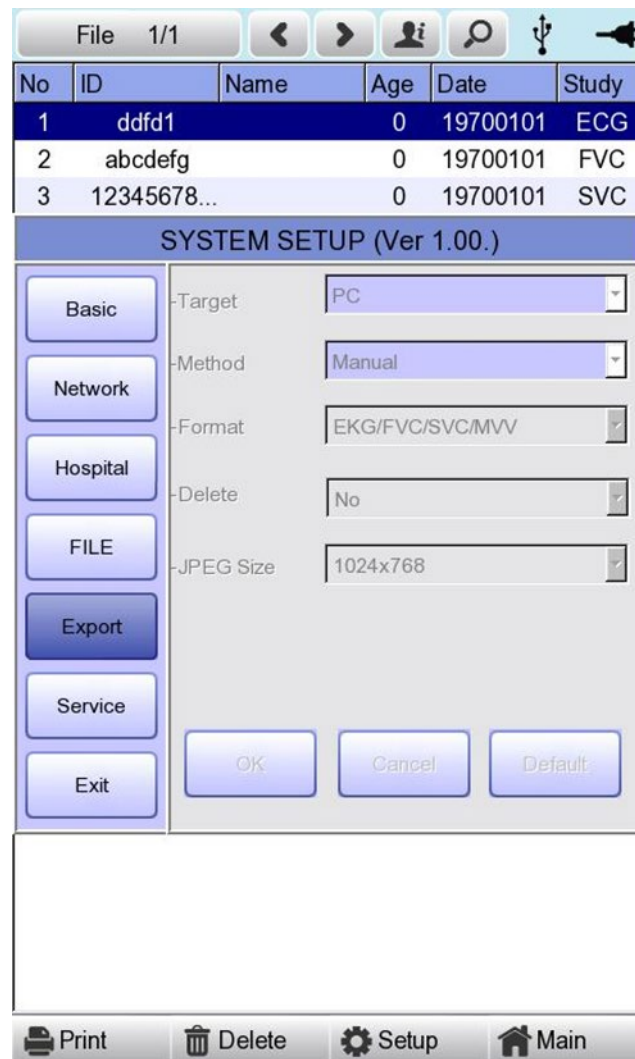 File 1/1
No ID Name Age Date Study
1 ddfd1 0 19700101 ECG
2 abcdefg 0 19700101 FVC
3 12345678... 0 19700101 SVC
SYSTEM SETUP (Ver 1.00.)
Basic
Network
Hospital
FILE
Export
Service
Exit
-Target PC
-Method Manual
-Format EKG/FVC/SVC/MVV
-Delete No
-JPEG Size 1024x768
OK Cancel Default
Print Delete Setup Main